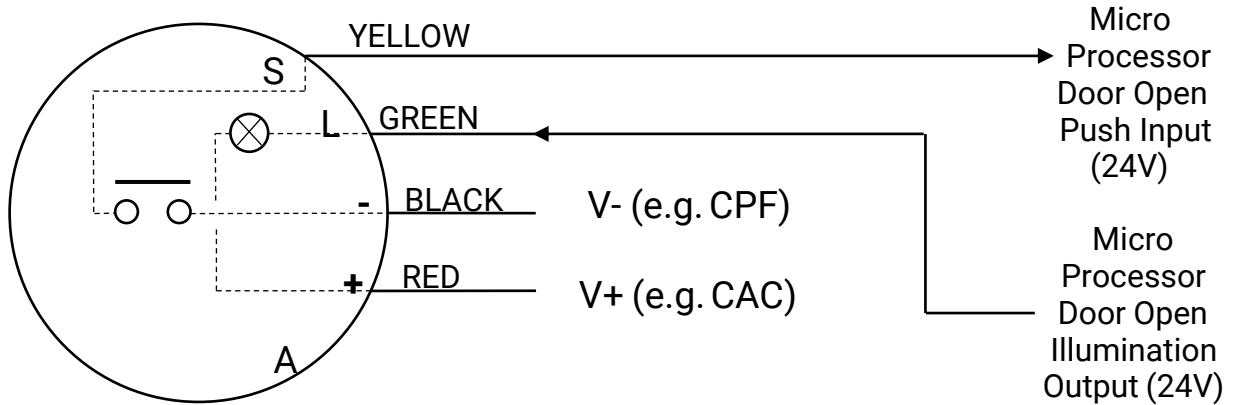 YELLOW
S
Micro
Processor
Door Open
Push Input
(24V)
L
GREEN
-
BLACK
V- (e.g. CPF)
+
RED
V+ (e.g. CAC)
A
Micro
Processor
Door Open
Illumination
Output (24V)